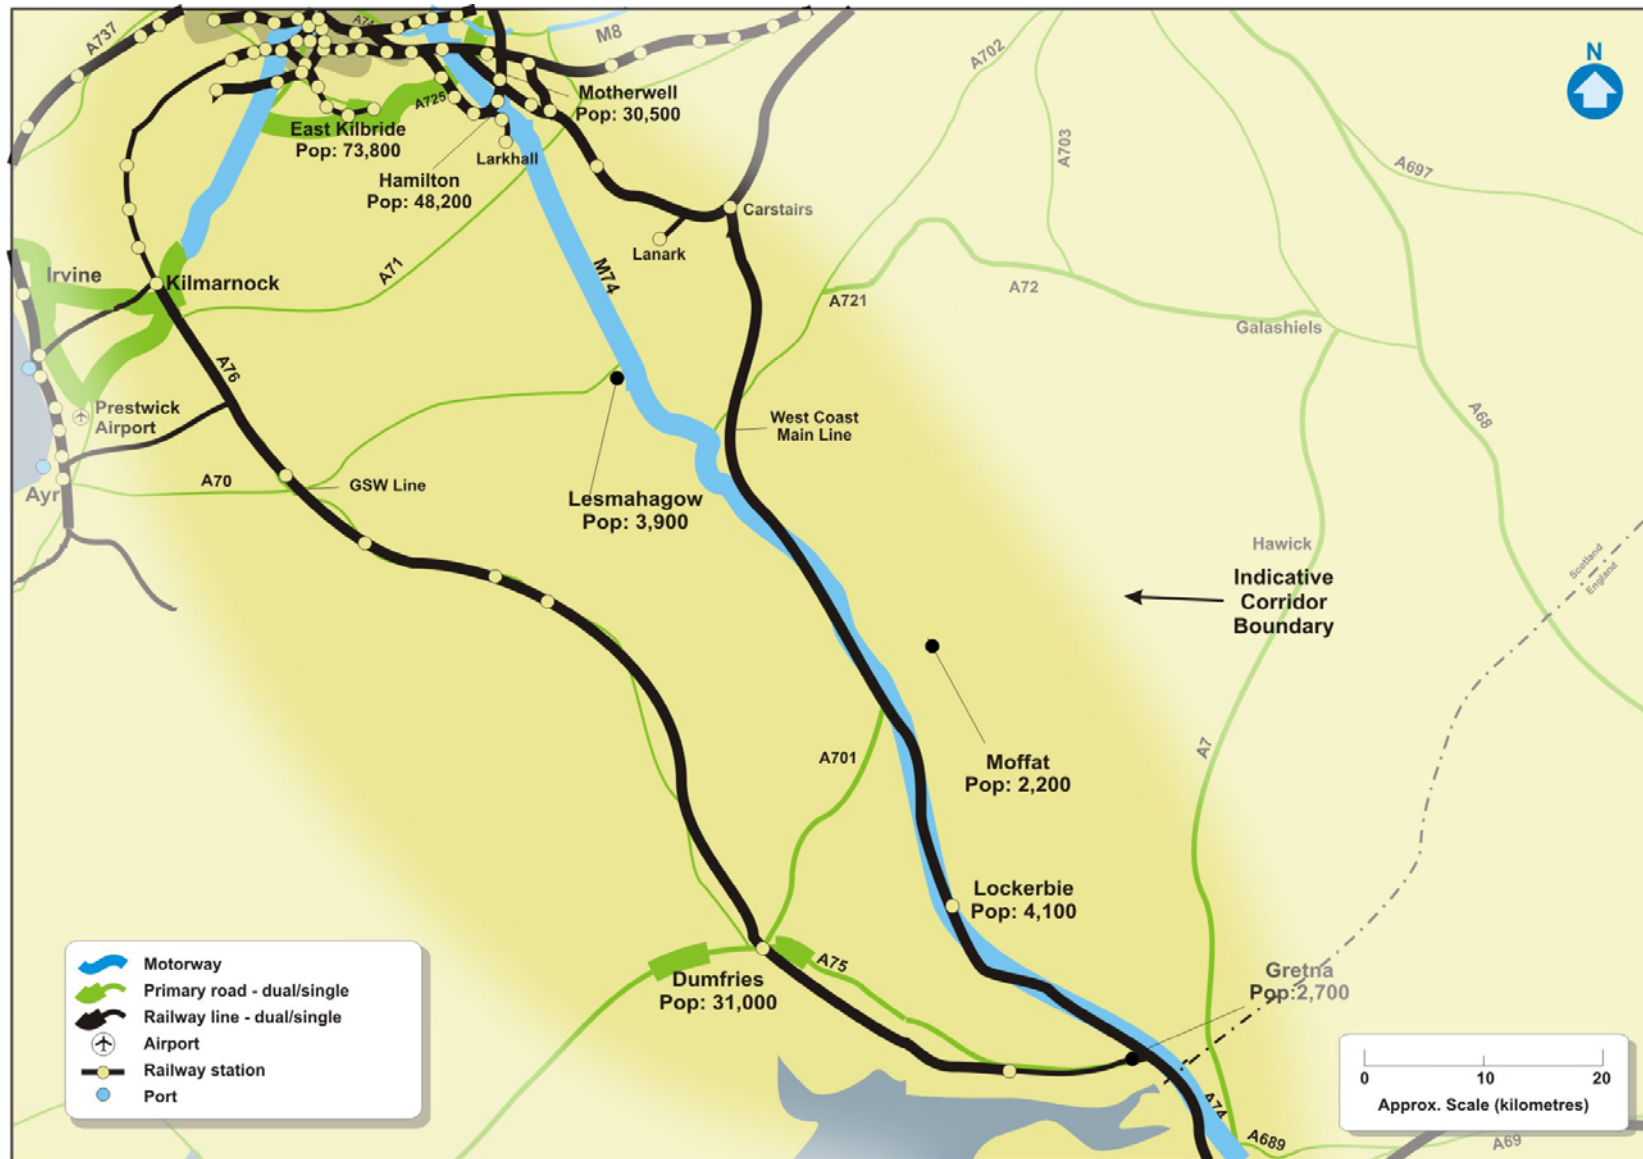 A737
A74
M8
A702
N
A725
Motherwell
Pop: 30,500
East Kilbride
Pop: 73,800
Larkhall
Hamilton
Pop: 48,200
A703
A697
Carstairs
Lanark
Irvine
Kilmarnock
A71
M74
A721
A72
Galashiels
A76
Prestwick
Airport
West Coast
Main Line
A68
Ayr
A70
GSW Line
Lesmahagow
Pop: 3,900
Hawick
Scotland
England
Indicative
Corridor
Boundary
A7
A701
Moffat
Pop: 2,200
Lockerbie
Pop: 4,100
A75
Dumfries
Pop: 31,000
Gretna
Pop:2,700
Motorway
Primary road - dual/single
Railway line - dual/single
Airport
Railway station
Port
0 10 20
Approx. Scale (kilometres)
A74
A689
A69